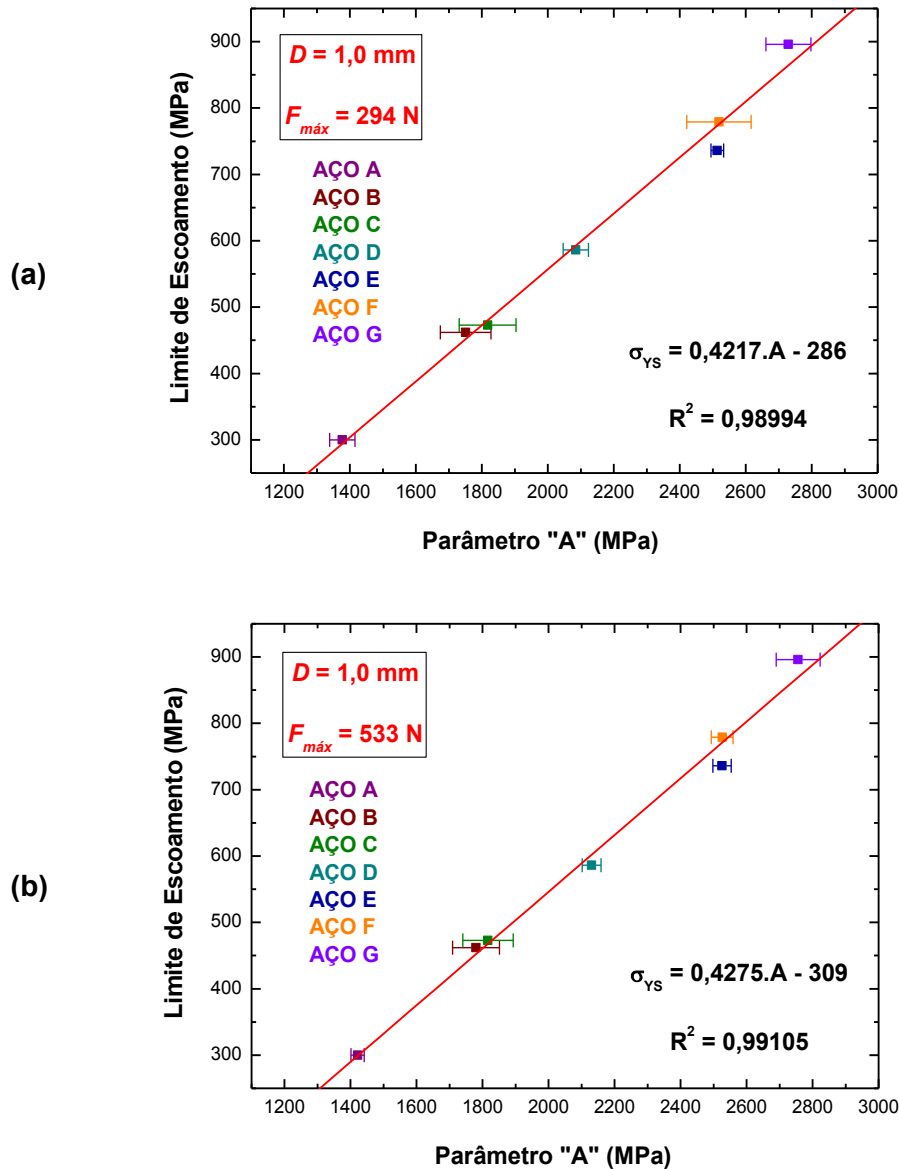 (a)
Limite de Escoamento (MPa)
900
800
700
600
500
400
300
D = 1,0 mm
Fmáx = 294 N
AÇO A
AÇO B
AÇO C
AÇO D
AÇO E
AÇO F
AÇO G
σYS = 0,4217.A - 286
R² = 0,98994
1200 1400 1600 1800 2000 2200 2400 2600 2800 3000
Parâmetro "A" (MPa)
(b)
Limite de Escoamento (MPa)
900
800
700
600
500
400
300
D = 1,0 mm
Fmáx = 533 N
AÇO A
AÇO B
AÇO C
AÇO D
AÇO E
AÇO F
AÇO G
σYS = 0,4275.A - 309
R² = 0,99105
1200 1400 1600 1800 2000 2200 2400 2600 2800 3000
Parâmetro "A" (MPa)